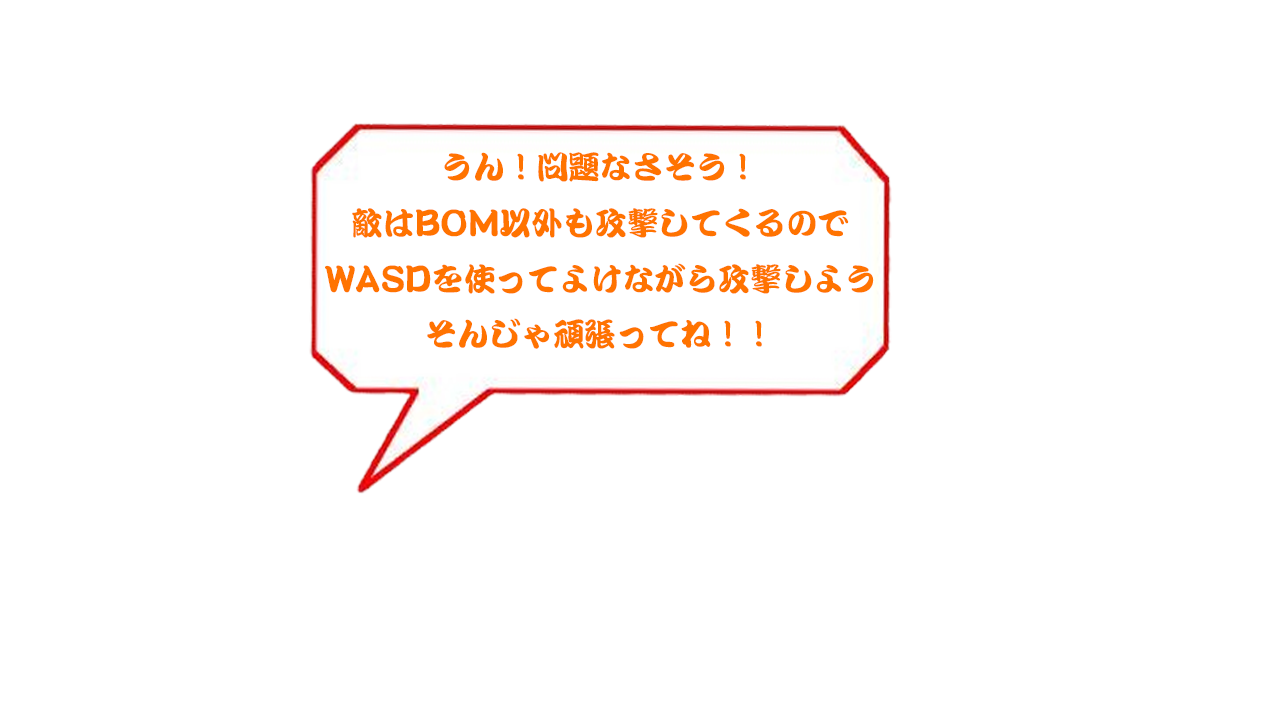 うん！問題なさそう！
敵はBOM以外も攻撃してくるので
WASDを使ってよけながら攻撃しよう
そんじゃ頑張ってね！！